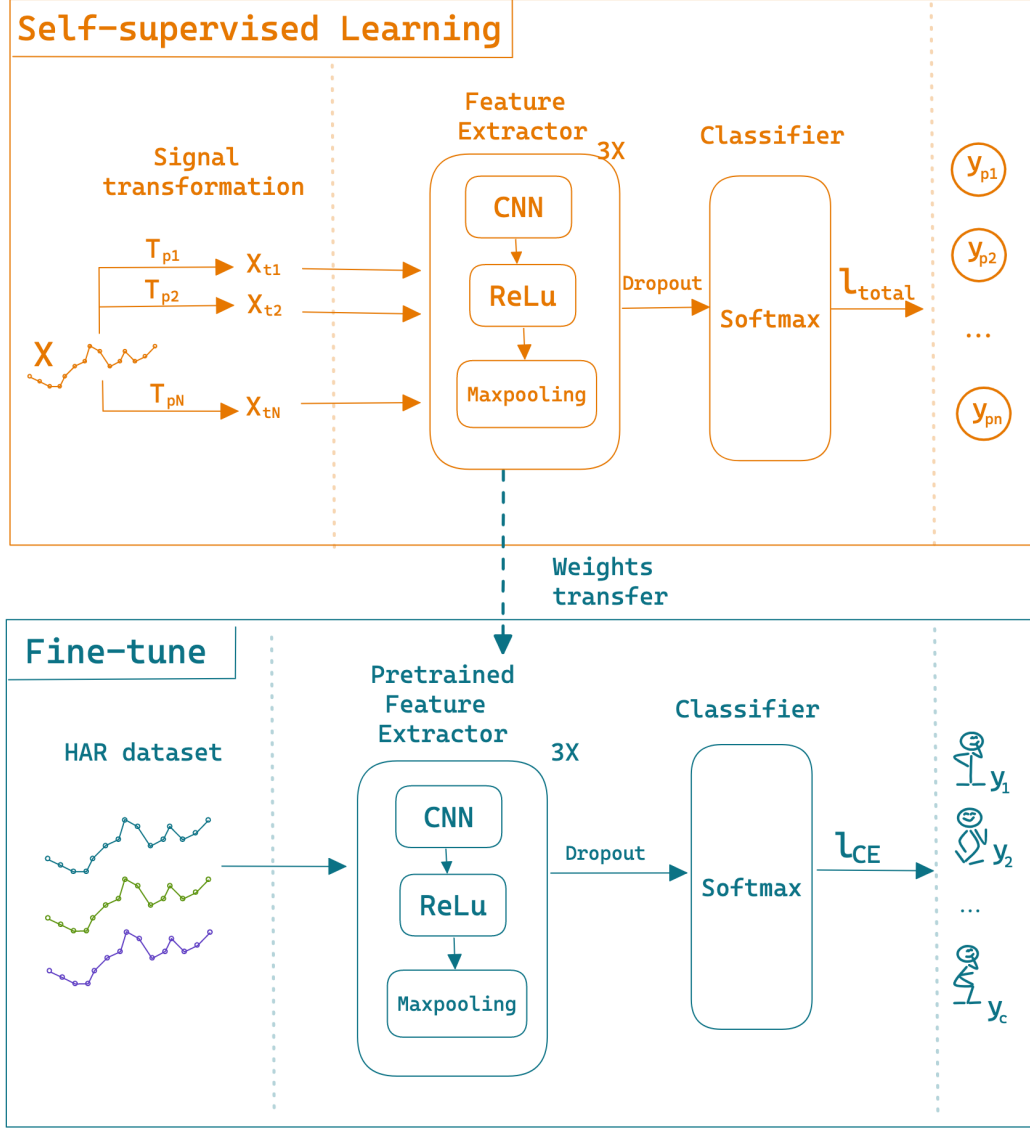 Self-supervised Learning
Feature
Extractor
3X
Classifier
Signal
transformation
CNN
ReLu
Maxpooling
Tp1
Xt1
Tp2
Xt2
X
TpN
XtN
Dropout
Softmax
ltotal
yp1
yp2
...
ypn
Weights
transfer
Fine-tune
Pretrained
Feature
Extractor
3X
Classifier
HAR dataset
CNN
ReLu
Maxpooling
Dropout
Softmax
lCE
y1
y2
...
yc